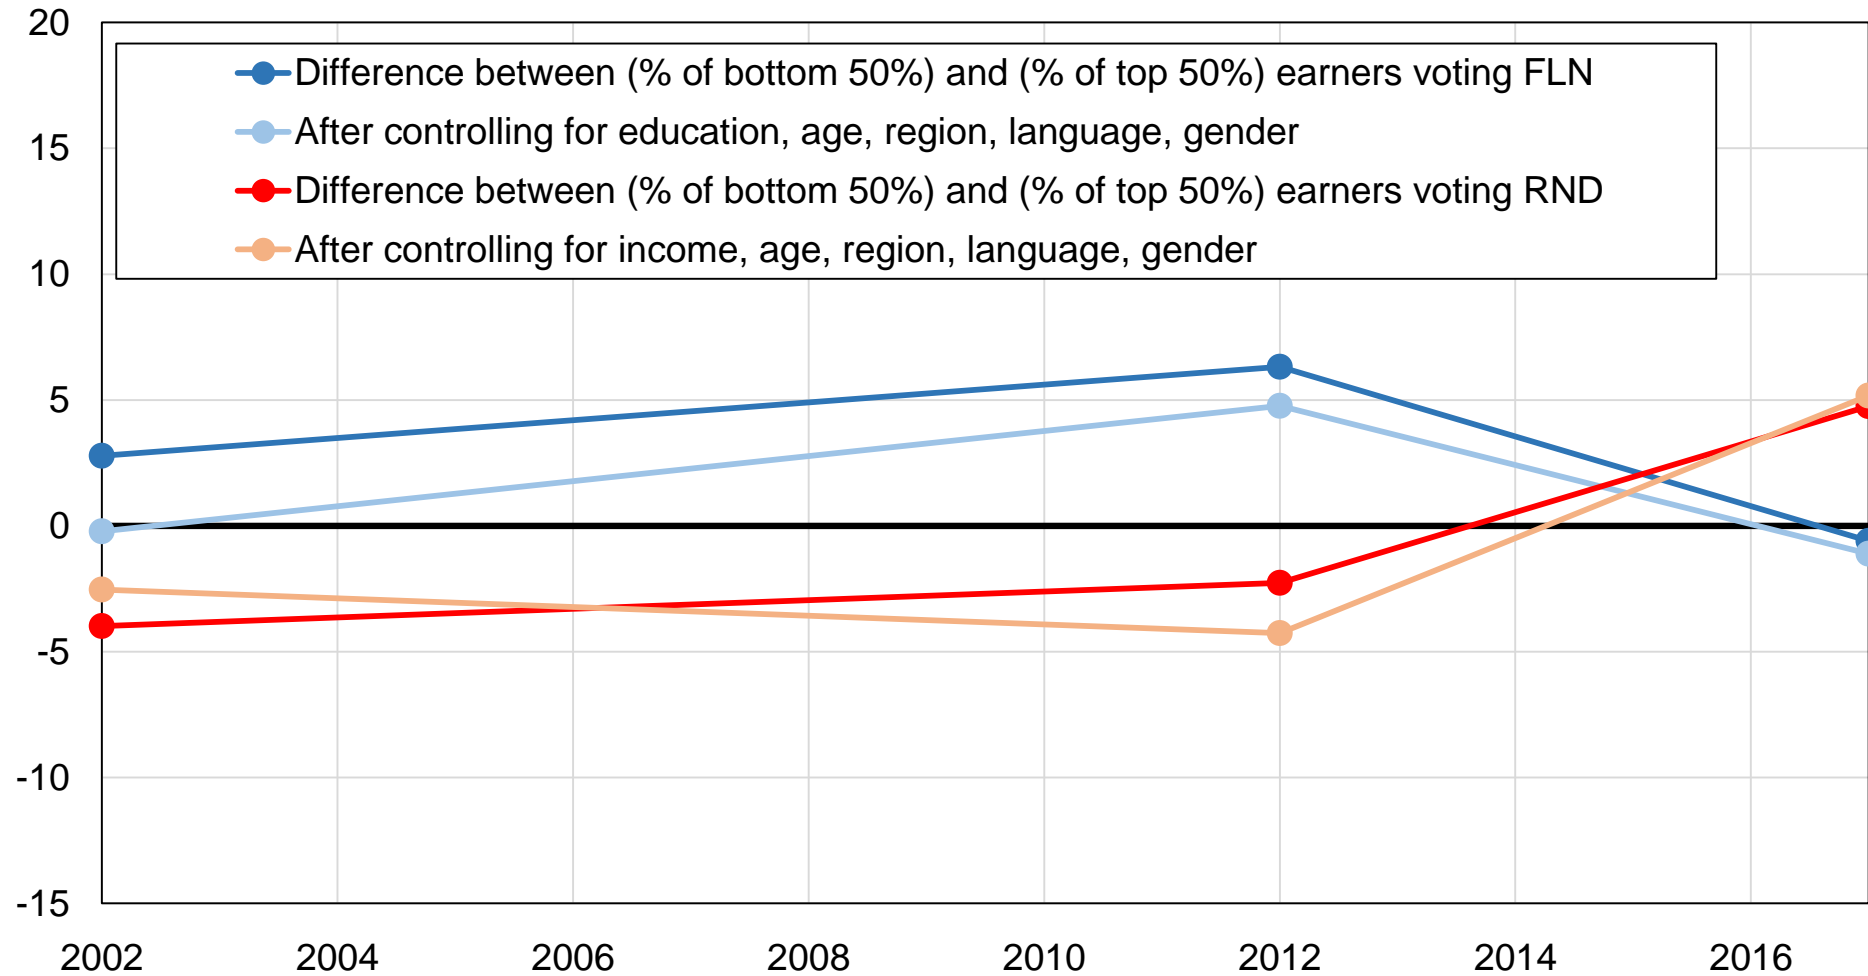 20
Difference between (% of bottom 50%) and (% of top 50%) earners voting FLN
After controlling for education, age, region, language, gender
15
Difference between (% of bottom 50%) and (% of top 50%) earners voting RND
After controlling for income, age, region, language, gender
10
5
0
-5
-10
-15
2002 2004 2006 2008 2010 2012 2014 2016